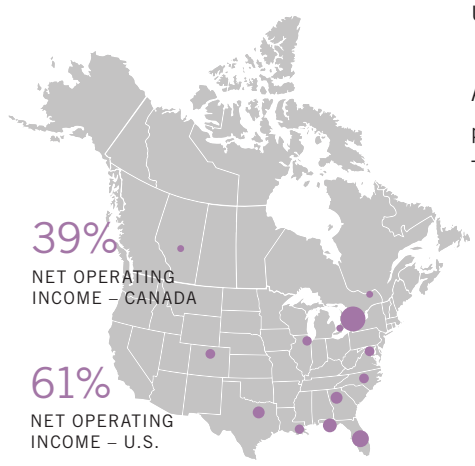 39%
NET OPERATING
INCOME – CANADA
61%
NET OPERATING
INCOME – U.S.